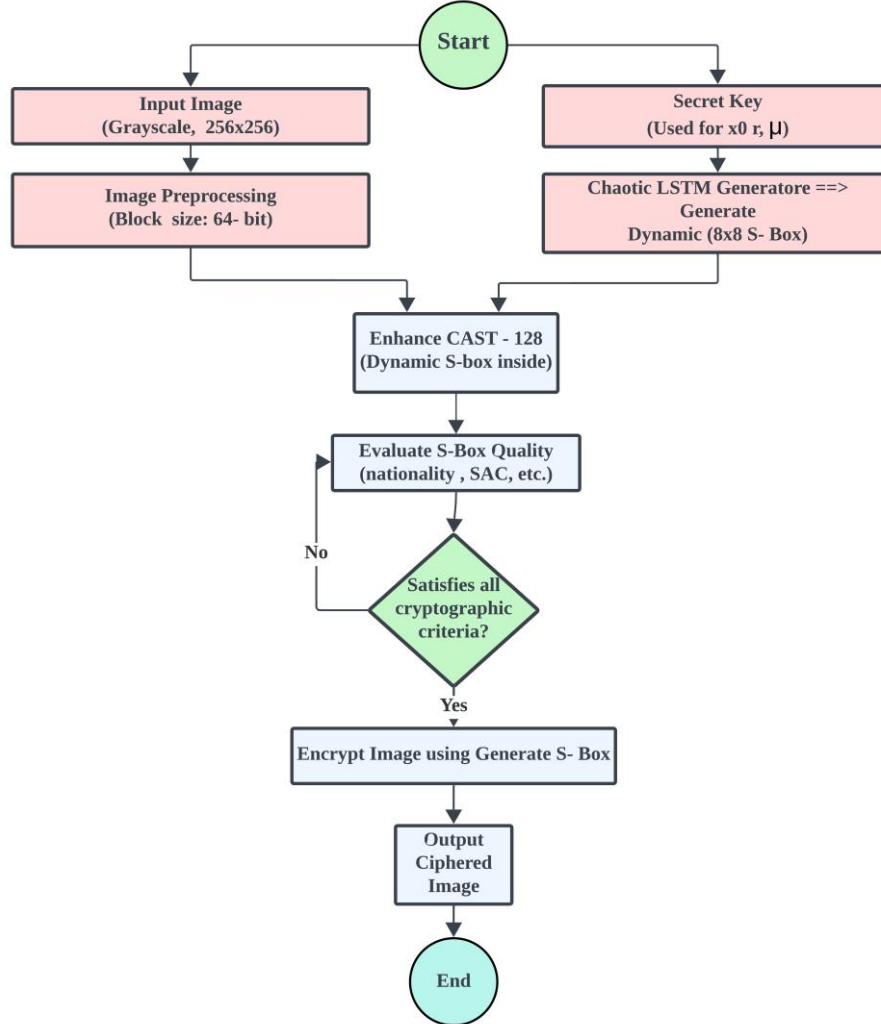 Start
Input Image
(Grayscale, 256x256)
Secret Key
(Used for x0 r, μ)
Image Preprocessing
(Block size: 64- bit)
Chaotic LSTM Generatore ==>
Generate
Dynamic (8x8 S- Box)
Enhance CAST - 128
(Dynamic S-box inside)
Evaluate S-Box Quality
(nationality , SAC, etc.)
No
Satisfies all
cryptographic
criteria?
Yes
Encrypt Image using Generate S- Box
Output
Ciphered
Image
End